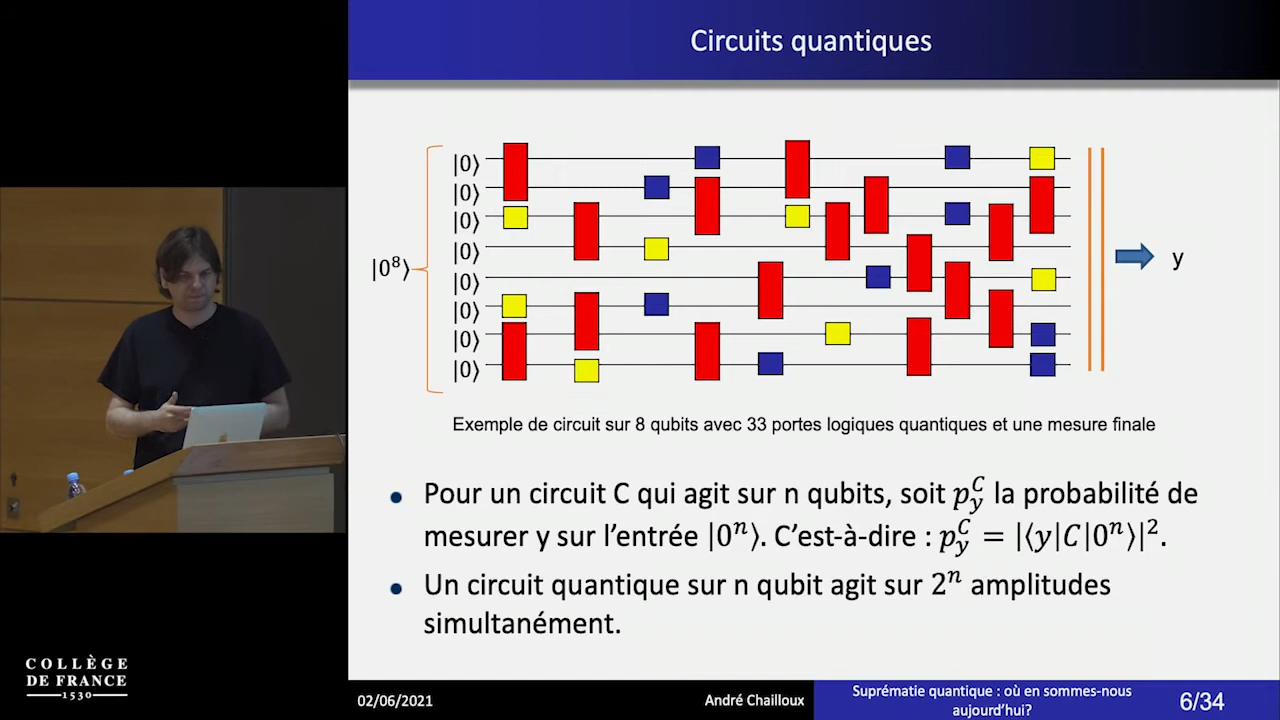 Circuits quantiques
|0⟩
|0⟩
|0⟩
|0⟩
|0⟩
|0⟩
|0⟩
|0⟩
|0⁸⟩
y
Exemple de circuit sur 8 qubits avec 33 portes logiques quantiques et une mesure finale
• Pour un circuit C qui agit sur n qubits, soit p_y^C la probabilité de
mesurer y sur l'entrée |0ⁿ⟩. C'est-à-dire : p_y^C = |⟨y|C|0ⁿ⟩|².
• Un circuit quantique sur n qubit agit sur 2ⁿ amplitudes
simultanément.
COLLÈGE
DE FRANCE
1530
02/06/2021
André Chailloux
Suprématie quantique : où en sommes-nous
aujourd'hui?
6/34